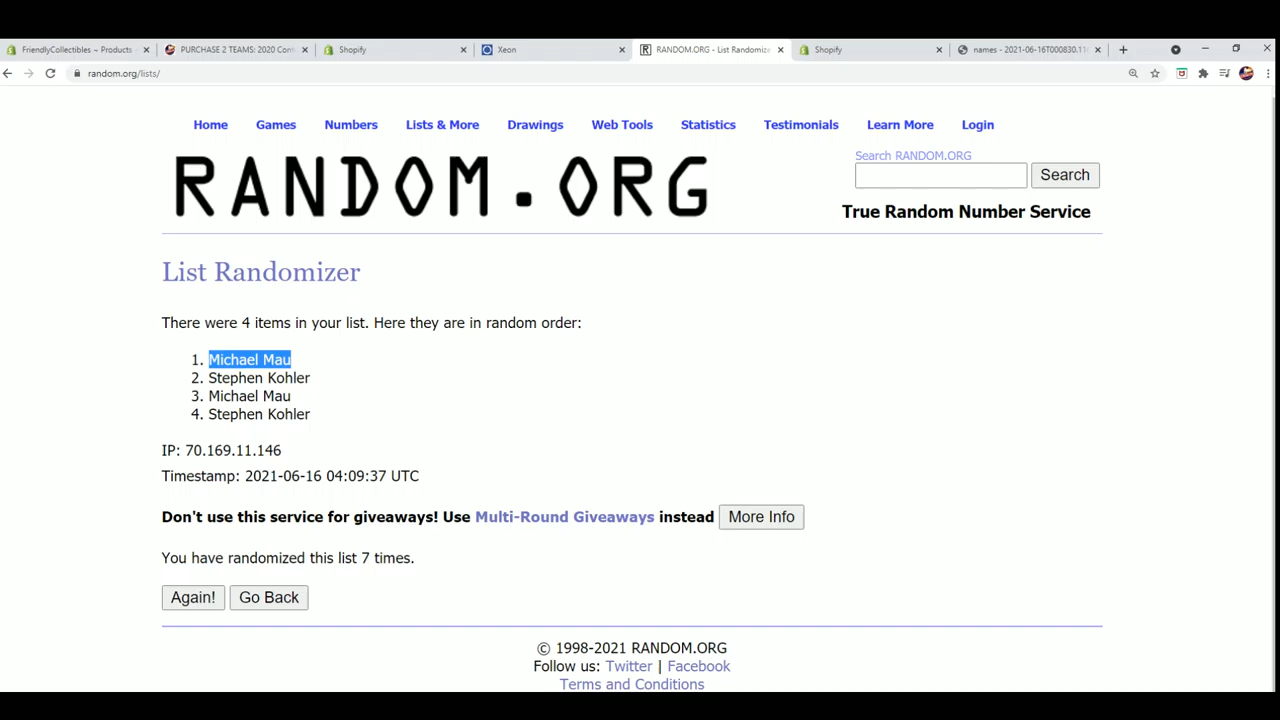 FriendlyCollectibles ~ Products
PURCHASE 2 TEAMS: 2020 Con
Shopify
Xeon
RANDOM.ORG - List Randomize
Shopify
names - 2021-06-16T000830.11
random.org/lists/
Home Games Numbers Lists & More Drawings Web Tools Statistics Testimonials Learn More Login
RANDOM.ORG
Search RANDOM.ORG
Search
True Random Number Service
List Randomizer
There were 4 items in your list. Here they are in random order:
1. Michael Mau
2. Stephen Kohler
3. Michael Mau
4. Stephen Kohler
IP: 70.169.11.146
Timestamp: 2021-06-16 04:09:37 UTC
Don't use this service for giveaways! Use Multi-Round Giveaways instead More Info
You have randomized this list 7 times.
Again! Go Back
© 1998-2021 RANDOM.ORG
Follow us: Twitter | Facebook
Terms and Conditions